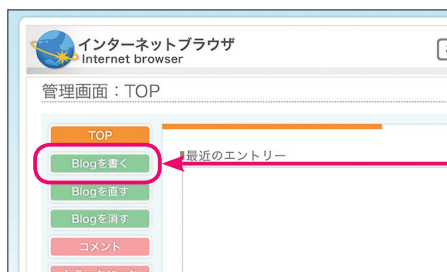 インターネットブラウザ
Internet browser
管理画面：TOP
TOP
Blogを書く
最近のエントリー
Blogを直す
Blogを消す
コメント